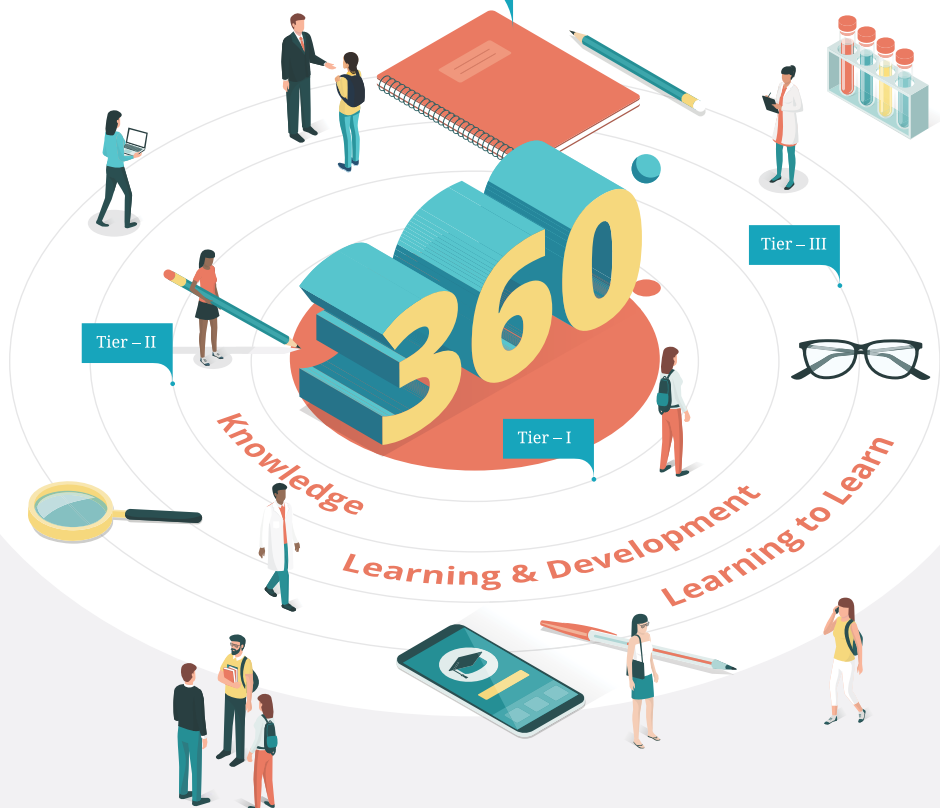 360
Tier – III
Tier – II
Tier – I
Knowledge
Learning & Development
Learning to Learn